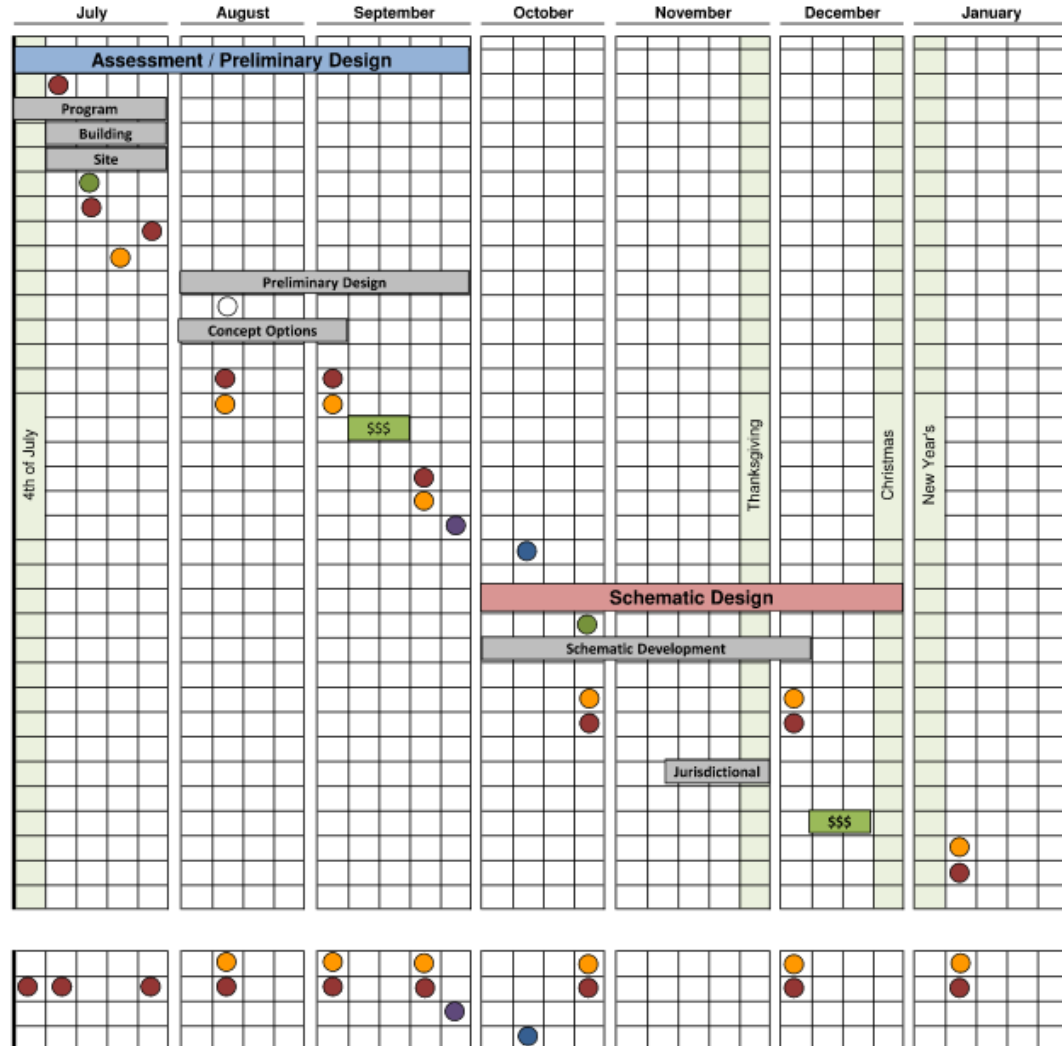 July August September October November December January
Assessment / Preliminary Design
Program
Building
Site
Preliminary Design
Concept Options
$$$
4th of July
Thanksgiving
Christmas
New Year's
Schematic Design
Schematic Development
Jurisdictional
$$$